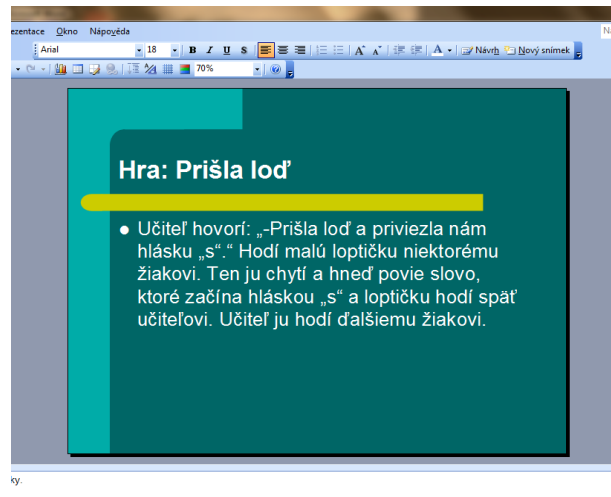 ezentace Okno Nápověda
Arial 18 B I U S A A A Návrh Nový snímek
70%
Hra: Prišla loď
Učiteľ hovorí: „-Prišla loď a priviezla nám
hlásku „s“.“ Hodí malú loptičku niektorému
žiakovi. Ten ju chytí a hneď povie slovo,
ktoré začína hláskou „s“ a loptičku hodí späť
učiteľovi. Učiteľ ju hodí ďalšiemu žiakovi.
ky.